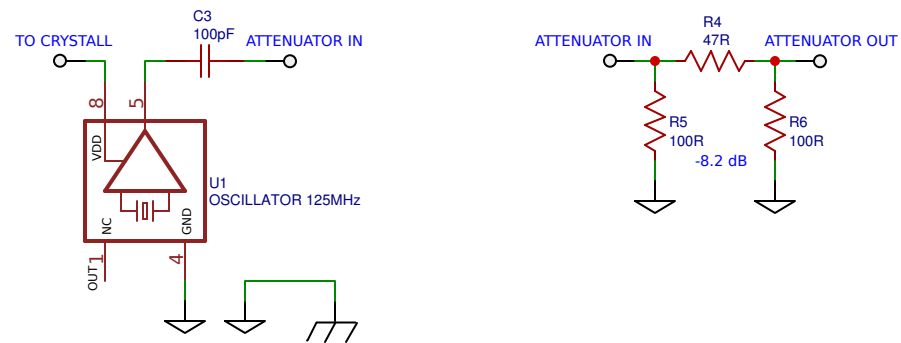 C3
100pF
TO CRYSTALL
ATTENUATOR IN
8
5
VDD
U1
OSCILLATOR 125MHz
NC
GND
OUT
1
4
R4
47R
ATTENUATOR IN
ATTENUATOR OUT
R5
100R
R6
100R
-8.2 dB